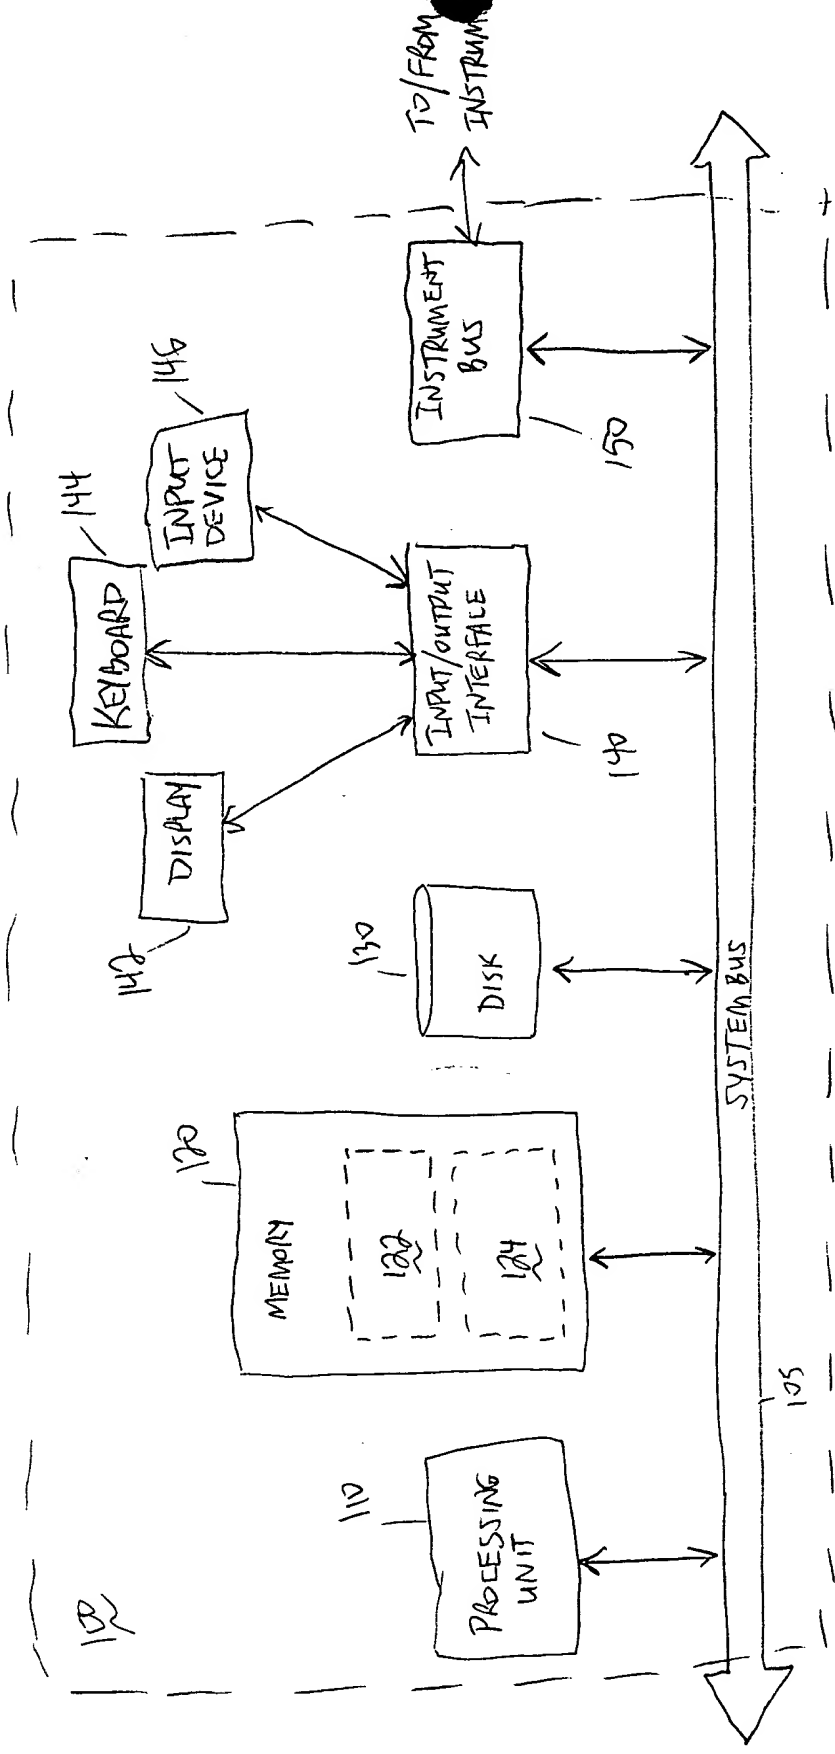 100
110
PROCESSING
UNIT
120
MEMORY
122
124
130
DISK
142
DISPLAY
144
KEYBOARD
146
INPUT
DEVICE
INPUT/OUTPUT
INTERFACE
140
INSTRUMENT
BUS
150
TO/FROM
SYSTEM BUS
105